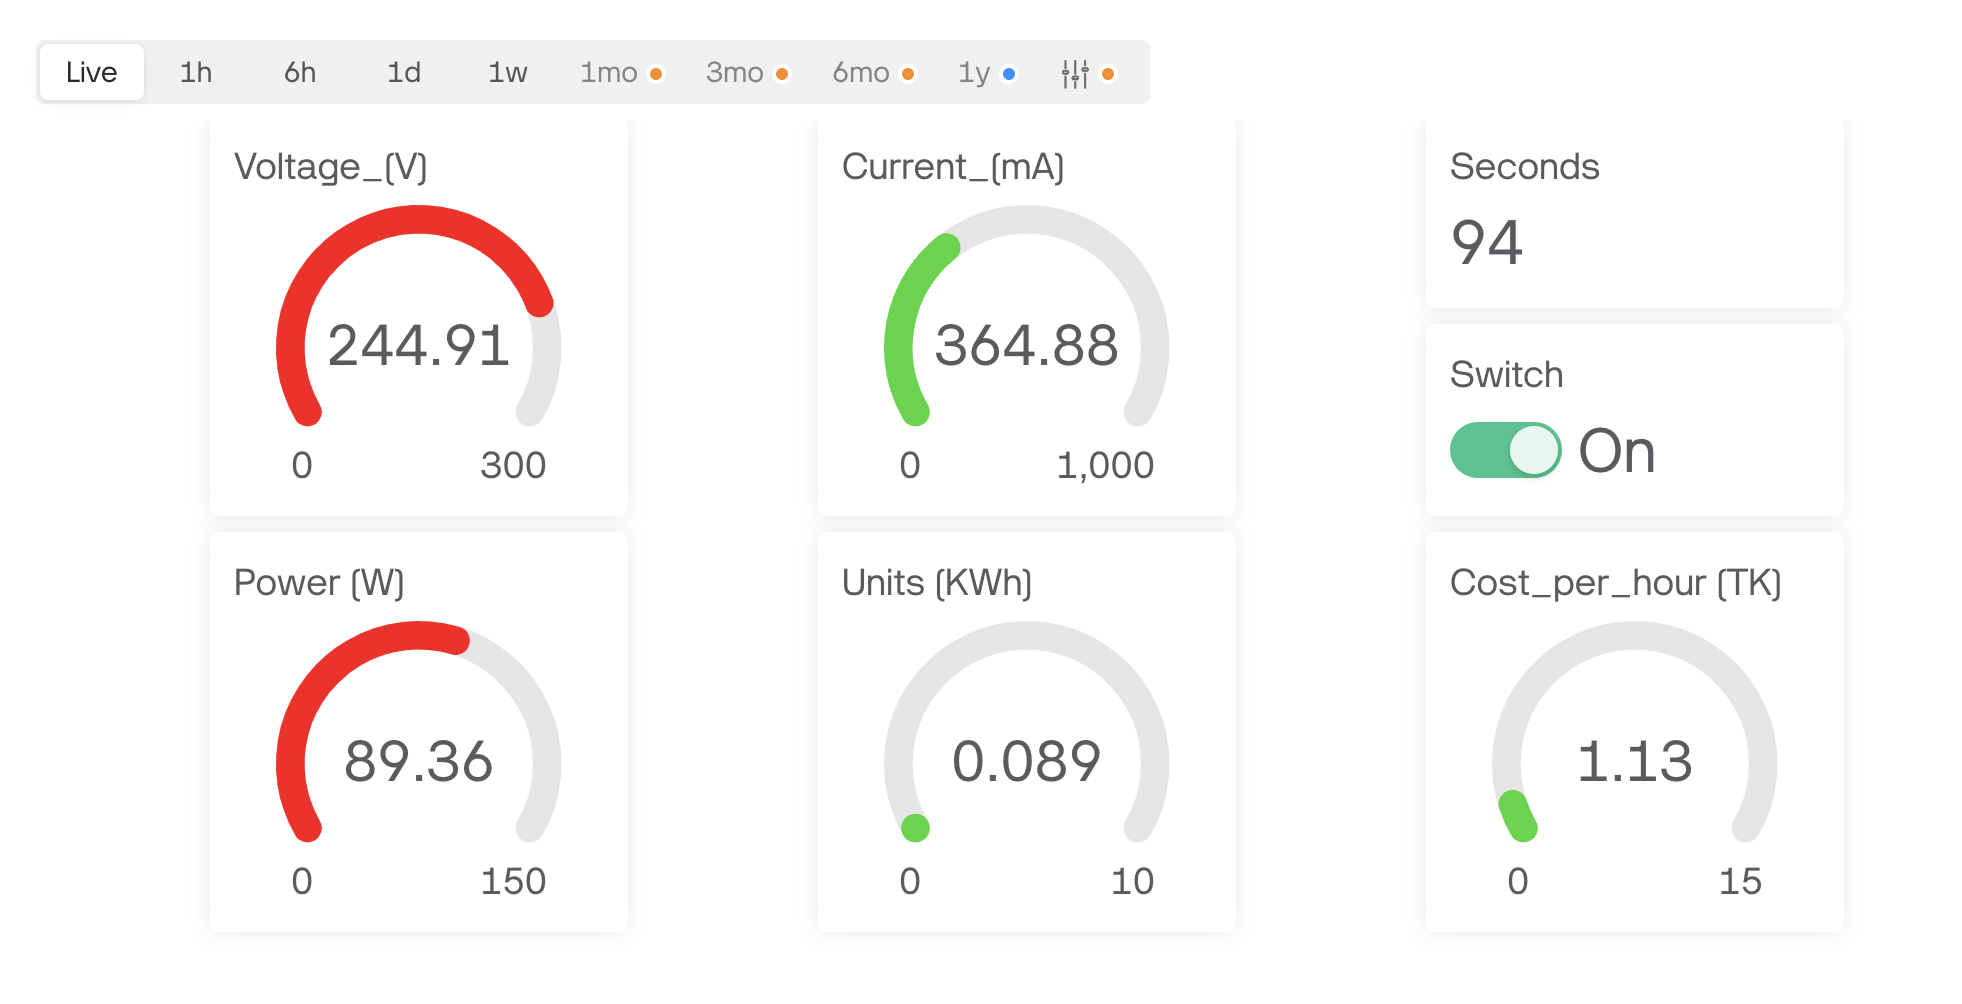 Live 1h 6h 1d 1w 1mo 3mo 6mo 1y
Voltage_(V)
244.91
0 300
Current_(mA)
364.88
0 1,000
Seconds
94
Switch
On
Power (W)
89.36
0 150
Units (KWh)
0.089
0 10
Cost_per_hour (TK)
1.13
0 15